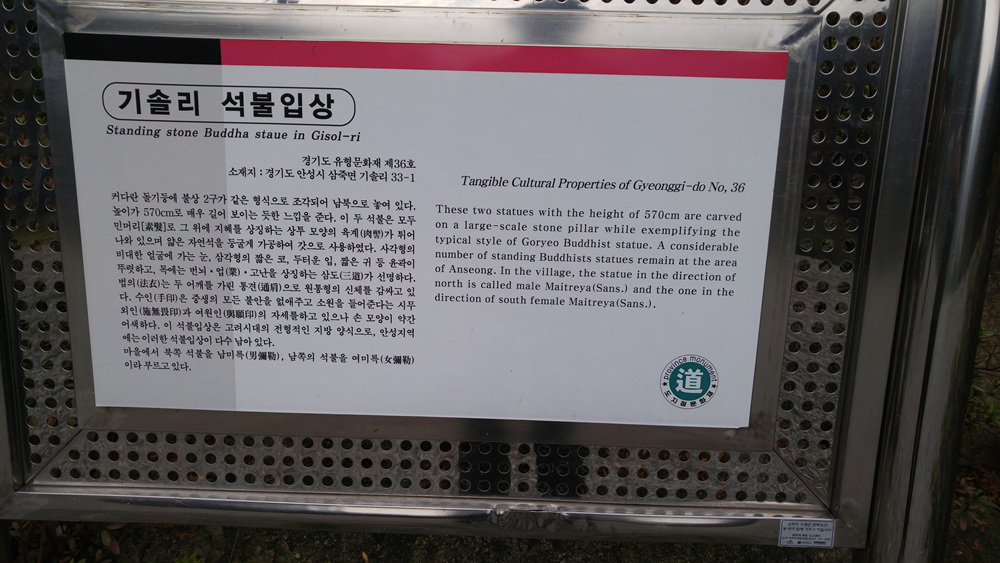 기솔리 석불입상
Standing stone Buddha staue in Gisol-ri
경기도 유형문화재 제36호
소재지 : 경기도 안성시 삼죽면 기솔리 33-1
커다란 돌기둥에 불상 2구가 같은 형식으로 조각되어 남북으로 놓여 있다.
높이가 570cm로 매우 길어 보이는 듯한 느낌을 준다. 이 두 석불은 모두
민머리[素髮]로 그 위에 지혜를 상징하는 상투 모양의 육계(肉髻)가 튀어
나와 있으며 얇은 자연석을 둥글게 가공하여 갓으로 사용하였다. 사각형의
비대한 얼굴에 가는 눈, 삼각형의 짧은 코, 두터운 입, 짧은 귀 등 윤곽이
뚜렷하고, 목에는 번뇌・업(業)・고난을 상징하는 삼도(三道)가 선명하다.
법의(法衣)는 두 어깨를 가린 통견(通肩)으로 원통형의 신체를 감싸고 있
다. 수인(手印)은 중생의 모든 불안을 없애주고 소원을 들어준다는 시무
외인(施無畏印)과 여원인(與願印)의 자세를하고 있으나 손 모양이 약간
어색하다. 이 석불입상은 고려시대의 전형적인 지방 양식으로, 안성지역
에는 이러한 석불입상이 다수 남아 있다.
마을에서 북쪽 석불을 남미륵(男彌勒), 남쪽의 석불을 여미륵(女彌勒)
이라 부르고 있다.
Tangible Cultural Properties of Gyeonggi-do No, 36
These two statues with the height of 570cm are carved
on a large-scale stone pillar while exemplifying the
typical style of Goryeo Buddhist statue. A considerable
number of standing Buddhists statues remain at the area
of Anseong. In the village, the statue in the direction of
north is called male Maitreya(Sans.) and the one in the
direction of south female Maitreya(Sans.).
province monument
道
도지정문화재